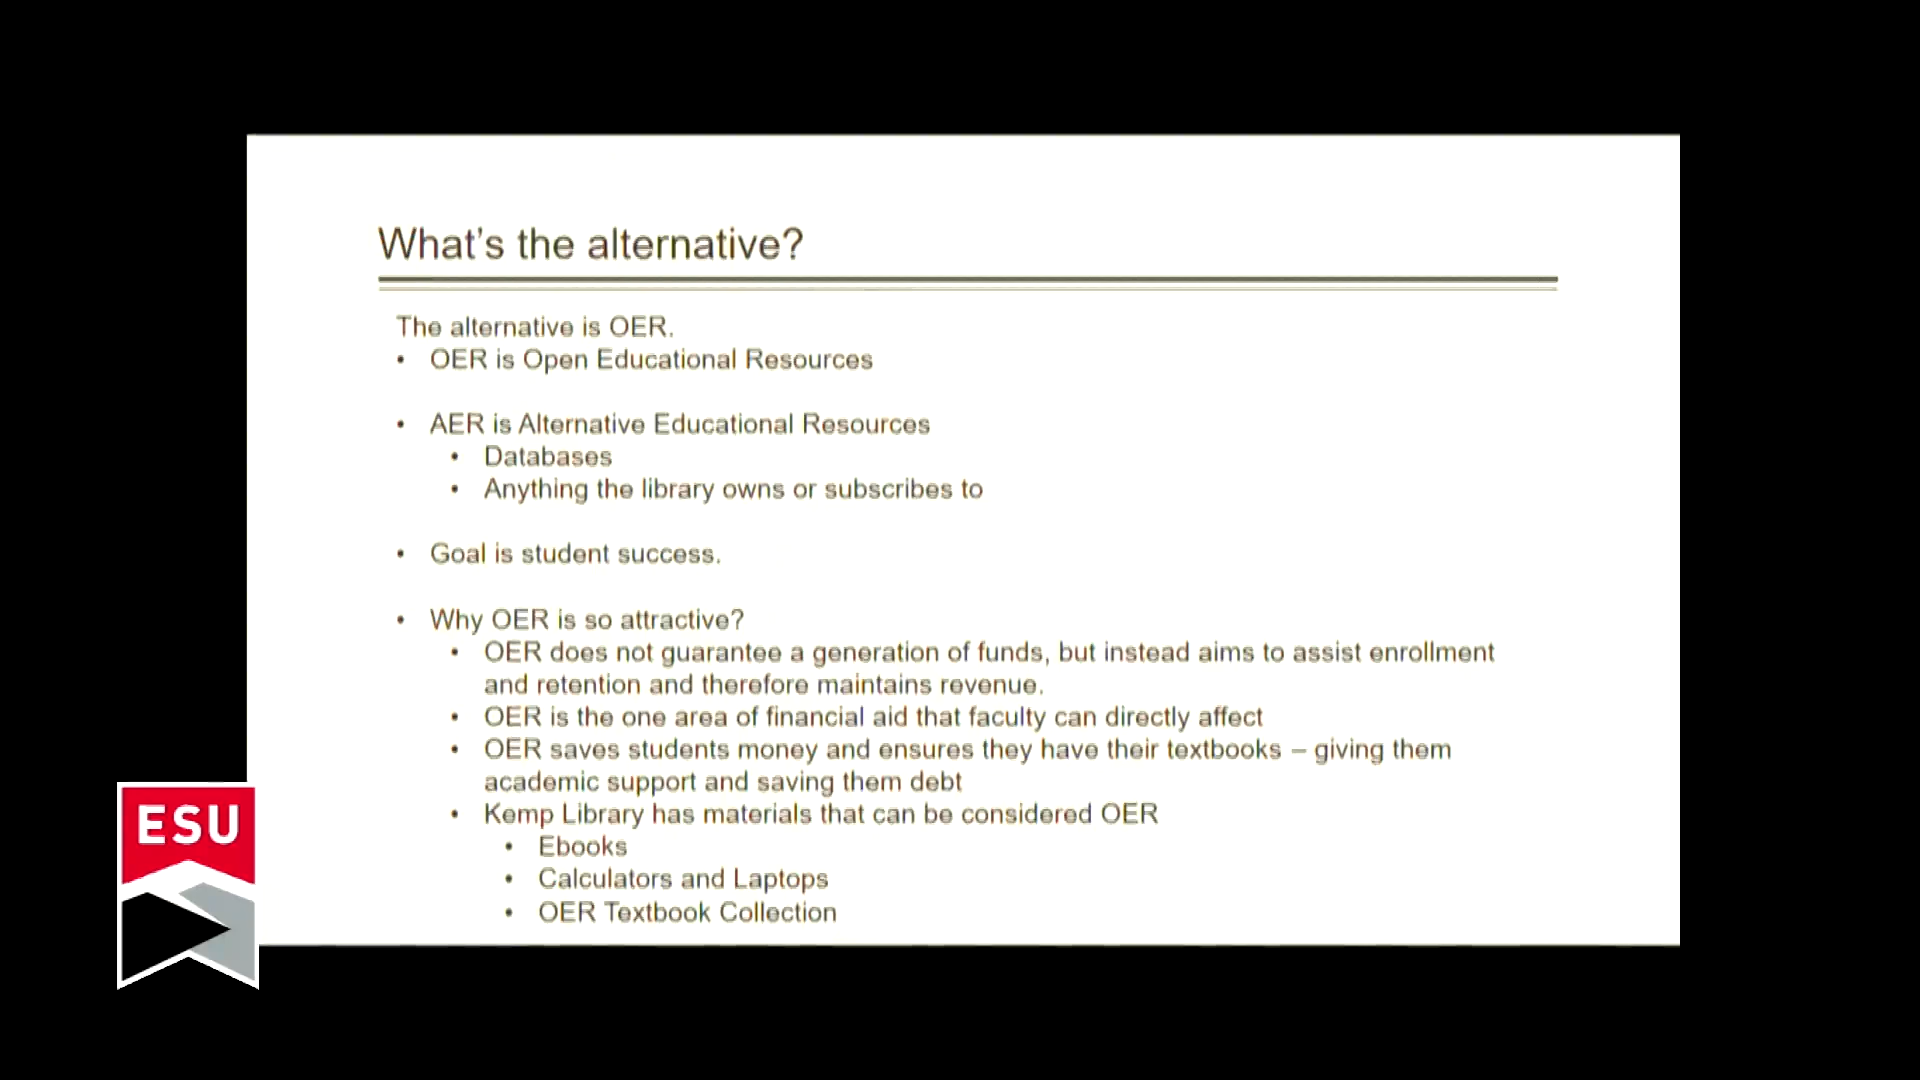 What's the alternative?
The alternative is OER.
• OER is Open Educational Resources
• AER is Alternative Educational Resources
• Databases
• Anything the library owns or subscribes to
• Goal is student success.
• Why OER is so attractive?
• OER does not guarantee a generation of funds, but instead aims to assist enrollment
and retention and therefore maintains revenue.
• OER is the one area of financial aid that faculty can directly affect
• OER saves students money and ensures they have their textbooks – giving them
academic support and saving them debt
• Kemp Library has materials that can be considered OER
• Ebooks
• Calculators and Laptops
• OER Textbook Collection
ESU